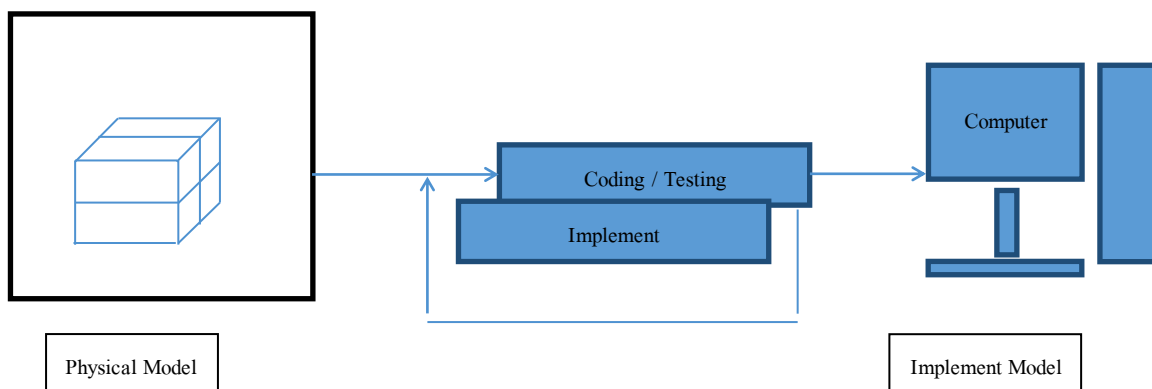 Computer
Coding / Testing
Implement
Physical Model
Implement Model